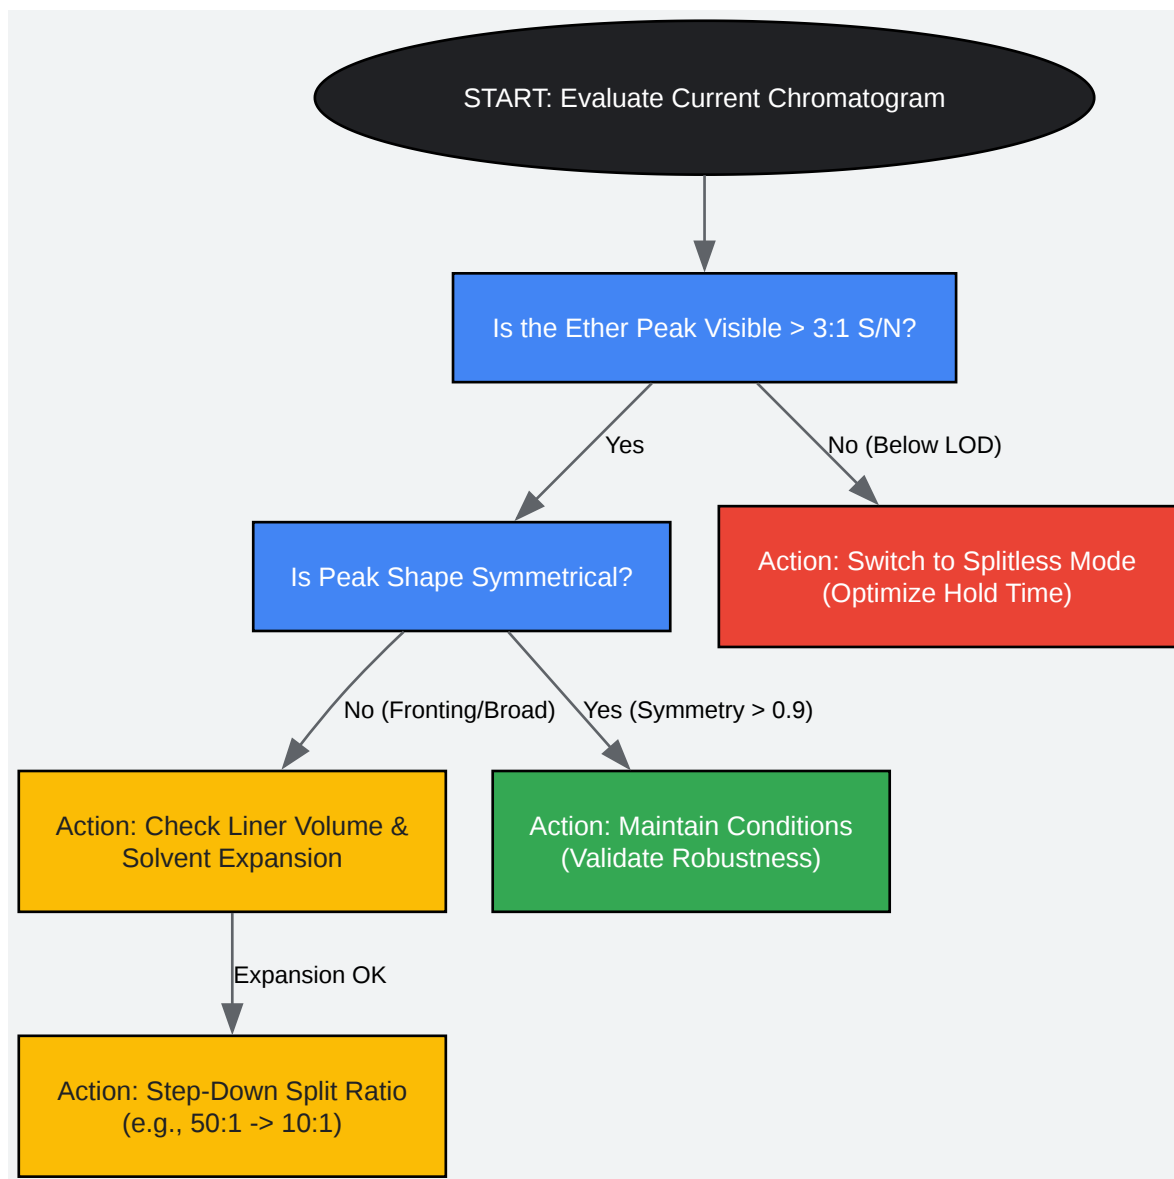 START: Evaluate Current Chromatogram
Is the Ether Peak Visible > 3:1 S/N?
Yes
No (Below LOD)
Is Peak Shape Symmetrical?
Action: Switch to Splitless Mode
(Optimize Hold Time)
No (Fronting/Broad)
Yes (Symmetry > 0.9)
Action: Check Liner Volume &
Solvent Expansion
Action: Maintain Conditions
(Validate Robustness)
Expansion OK
Action: Step-Down Split Ratio
(e.g., 50:1 -> 10:1)